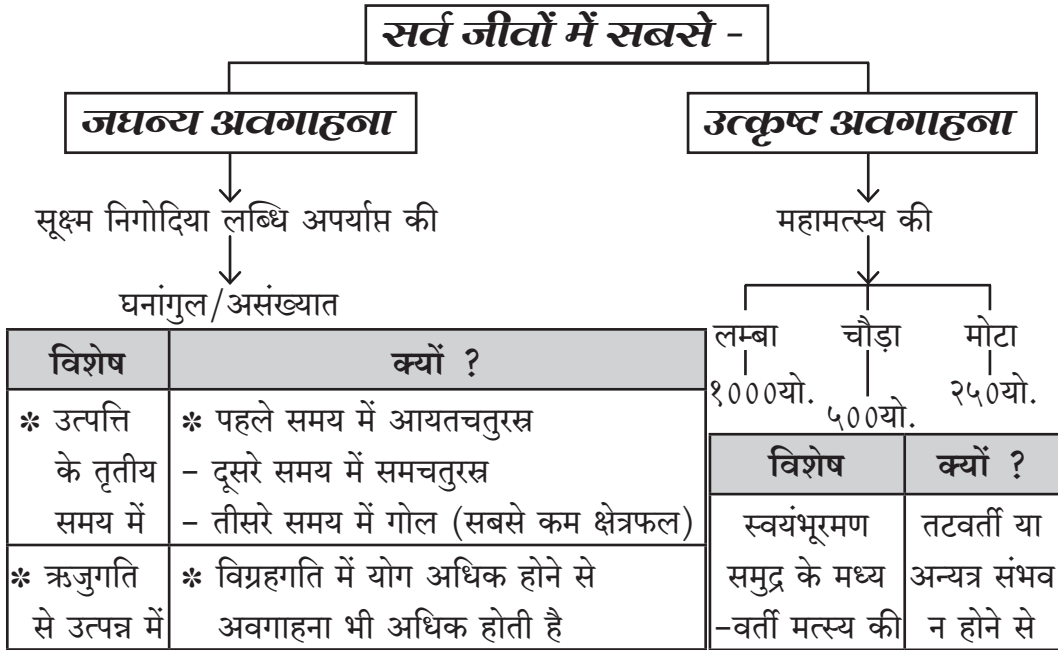 सर्व जीवों में सबसे -
जघन्य अवगाहना
सूक्ष्म निगोदिया लब्धि अपर्याप्त की
घनांगुल/असंख्यात
विशेष
क्यों ?
* उत्पत्ति
के तृतीय
समय में
* पहले समय में आयतचतुरस्र
- दूसरे समय में समचतुरस्र
- तीसरे समय में गोल (सबसे कम क्षेत्रफल)
* ऋजुगति
से उत्पन्न में
* विग्रहगति में योग अधिक होने से
अवगाहना भी अधिक होती है
उत्कृष्ट अवगाहना
महामत्स्य की
लम्बा
१०००यो.
चौड़ा
५००यो.
मोटा
२५०यो.
विशेष
क्यों ?
स्वयंभूरमण
समुद्र के मध्य
-वर्ती मत्स्य की
तटवर्ती या
अन्यत्र संभव
न होने से